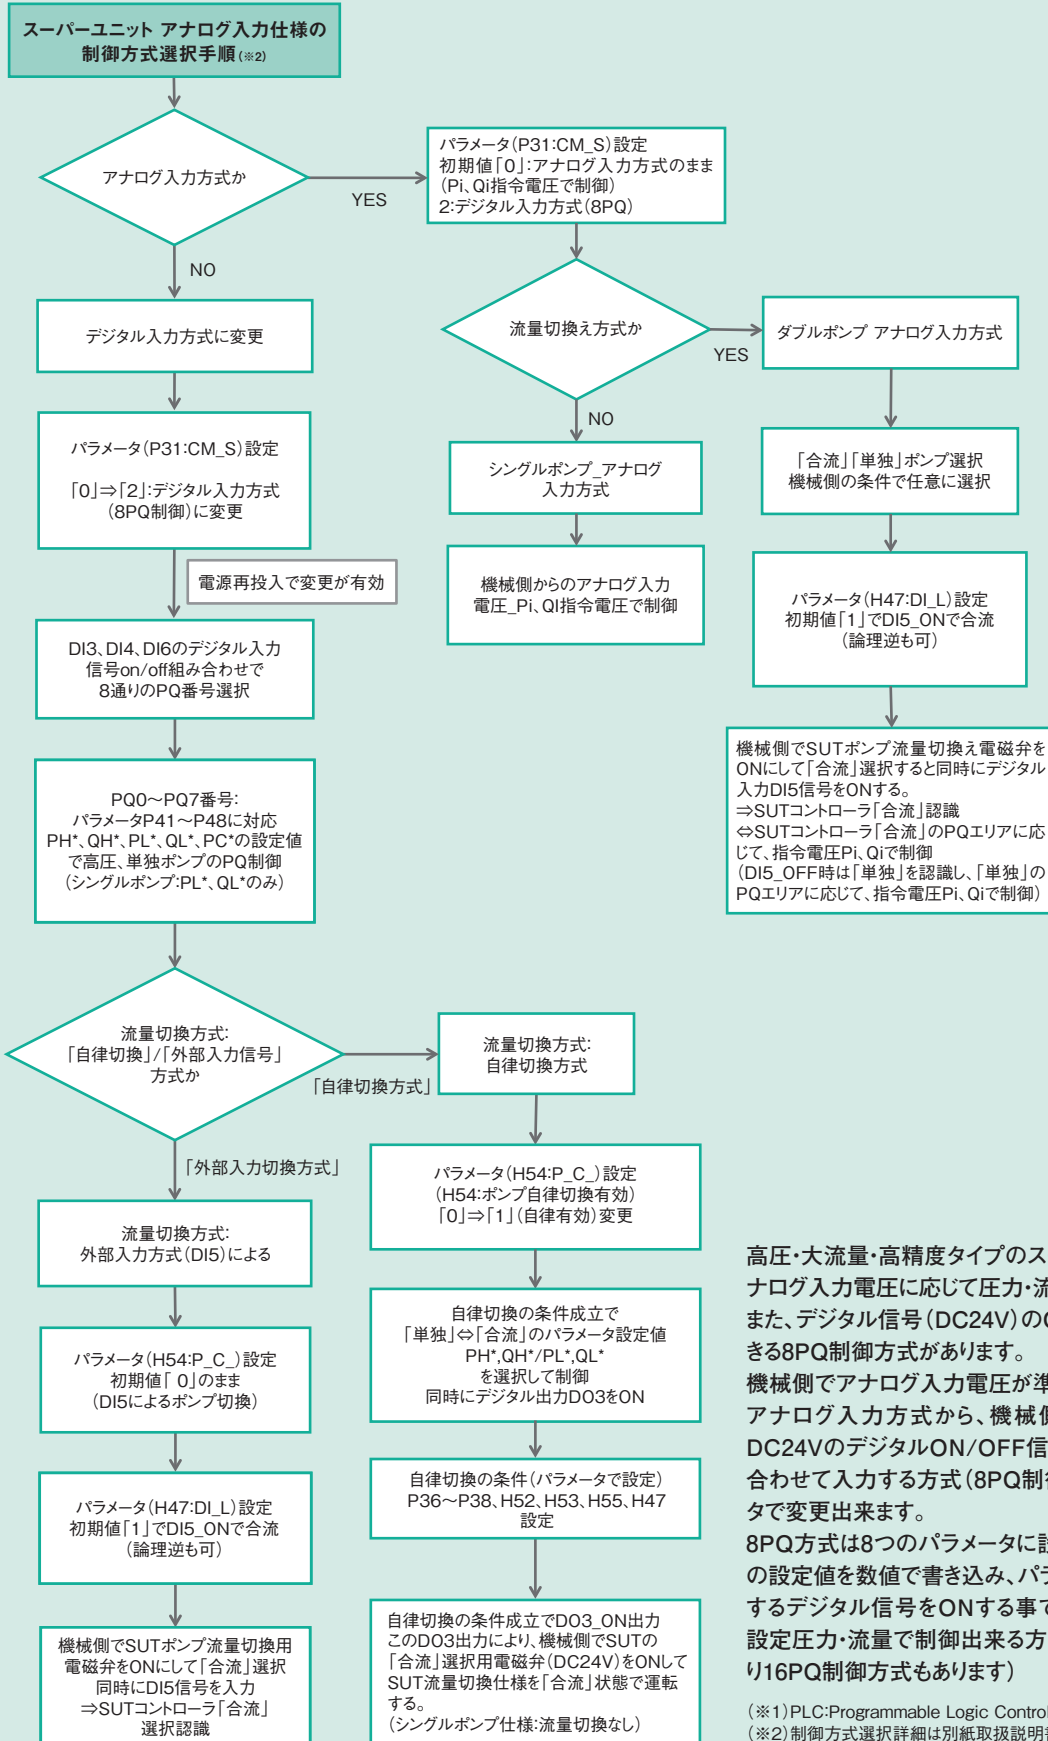 スーパーユニット アナログ入力仕様の
制御方式選択手順(※2)
アナログ入力方式か
YES
NO
パラメータ(P31:CM_S)設定
初期値「0」:アナログ入力方式のまま
(Pi、Qi指令電圧で制御)
2:デジタル入力方式(8PQ)
流量切換え方式か
YES
NO
ダブルポンプ アナログ入力方式
「合流」「単独」ポンプ選択
機械側の条件で任意に選択
パラメータ(H47:DI_L)設定
初期値「1」でDI5_ONで合流
(論理逆も可)
機械側でSUTポンプ流量切換え電磁弁を
ONにして「合流」選択すると同時にデジタル
入力DI5信号をONする。
⇒SUTコントローラ「合流」認識
⇔SUTコントローラ「合流」のPQエリアに応
じて、指令電圧Pi、Qiで制御
(DI5_OFF時は「単独」を認識し、「単独」の
PQエリアに応じて、指令電圧Pi、Qiで制御)
シングルポンプ_アナログ
入力方式
機械側からのアナログ入力
電圧_Pi、QI指令電圧で制御
デジタル入力方式に変更
パラメータ(P31:CM_S)設定
「0」⇒「2」:デジタル入力方式
(8PQ制御)に変更
電源再投入で変更が有効
DI3、DI4、DI6のデジタル入力
信号on/off組み合わせで
8通りのPQ番号選択
PQ0〜PQ7番号:
パラメータP41〜P48に対応
PH*、QH*、PL*、QL*、PC*の設定値
で高圧、単独ポンプのPQ制御
(シングルポンプ:PL*、QL*のみ)
流量切換方式:
「自律切換」/「外部入力信号」
方式か
「自律切換方式」
「外部入力切換方式」
流量切換方式:
自律切換方式
パラメータ(H54:P_C_)設定
(H54:ポンプ自律切換有効)
「0」⇒「1」(自律有効)変更
自律切換の条件成立で
「単独」⇔「合流」のパラメータ設定値
PH*,QH*/PL*,QL*
を選択して制御
同時にデジタル出力DO3をON
自律切換の条件(パラメータで設定)
P36〜P38、H52、H53、H55、H47
設定
自律切換の条件成立でDO3_ON出力
このDO3出力により、機械側でSUTの
「合流」選択用電磁弁(DC24V)をONして
SUT流量切換仕様を「合流」状態で運転
する。
(シングルポンプ仕様:流量切換なし)
流量切換方式:
外部入力方式(DI5)による
パラメータ(H54:P_C_)設定
初期値「 0」のまま
(DI5によるポンプ切換)
パラメータ(H47:DI_L)設定
初期値「1」でDI5_ONで合流
(論理逆も可)
機械側でSUTポンプ流量切換用
電磁弁をONにして「合流」選択
同時にDI5信号を入力
⇒SUTコントローラ「合流」
選択認識
高圧・大流量・高精度タイプのス
ナログ入力電圧に応じて圧力・流
また、デジタル信号(DC24V)の
きる8PQ制御方式があります。
機械側でアナログ入力電圧が準
アナログ入力方式から、機械側
DC24VのデジタルON/OFF信
合わせて入力する方式(8PQ制
タで変更出来ます。
8PQ方式は8つのパラメータに
の設定値を数値で書き込み、パラ
するデジタル信号をONする事で
設定圧力・流量で制御出来る方
り16PQ制御方式もあります)
(※1)PLC:Programmable Logic Control
(※2)制御方式選択詳細は別紙取扱説明